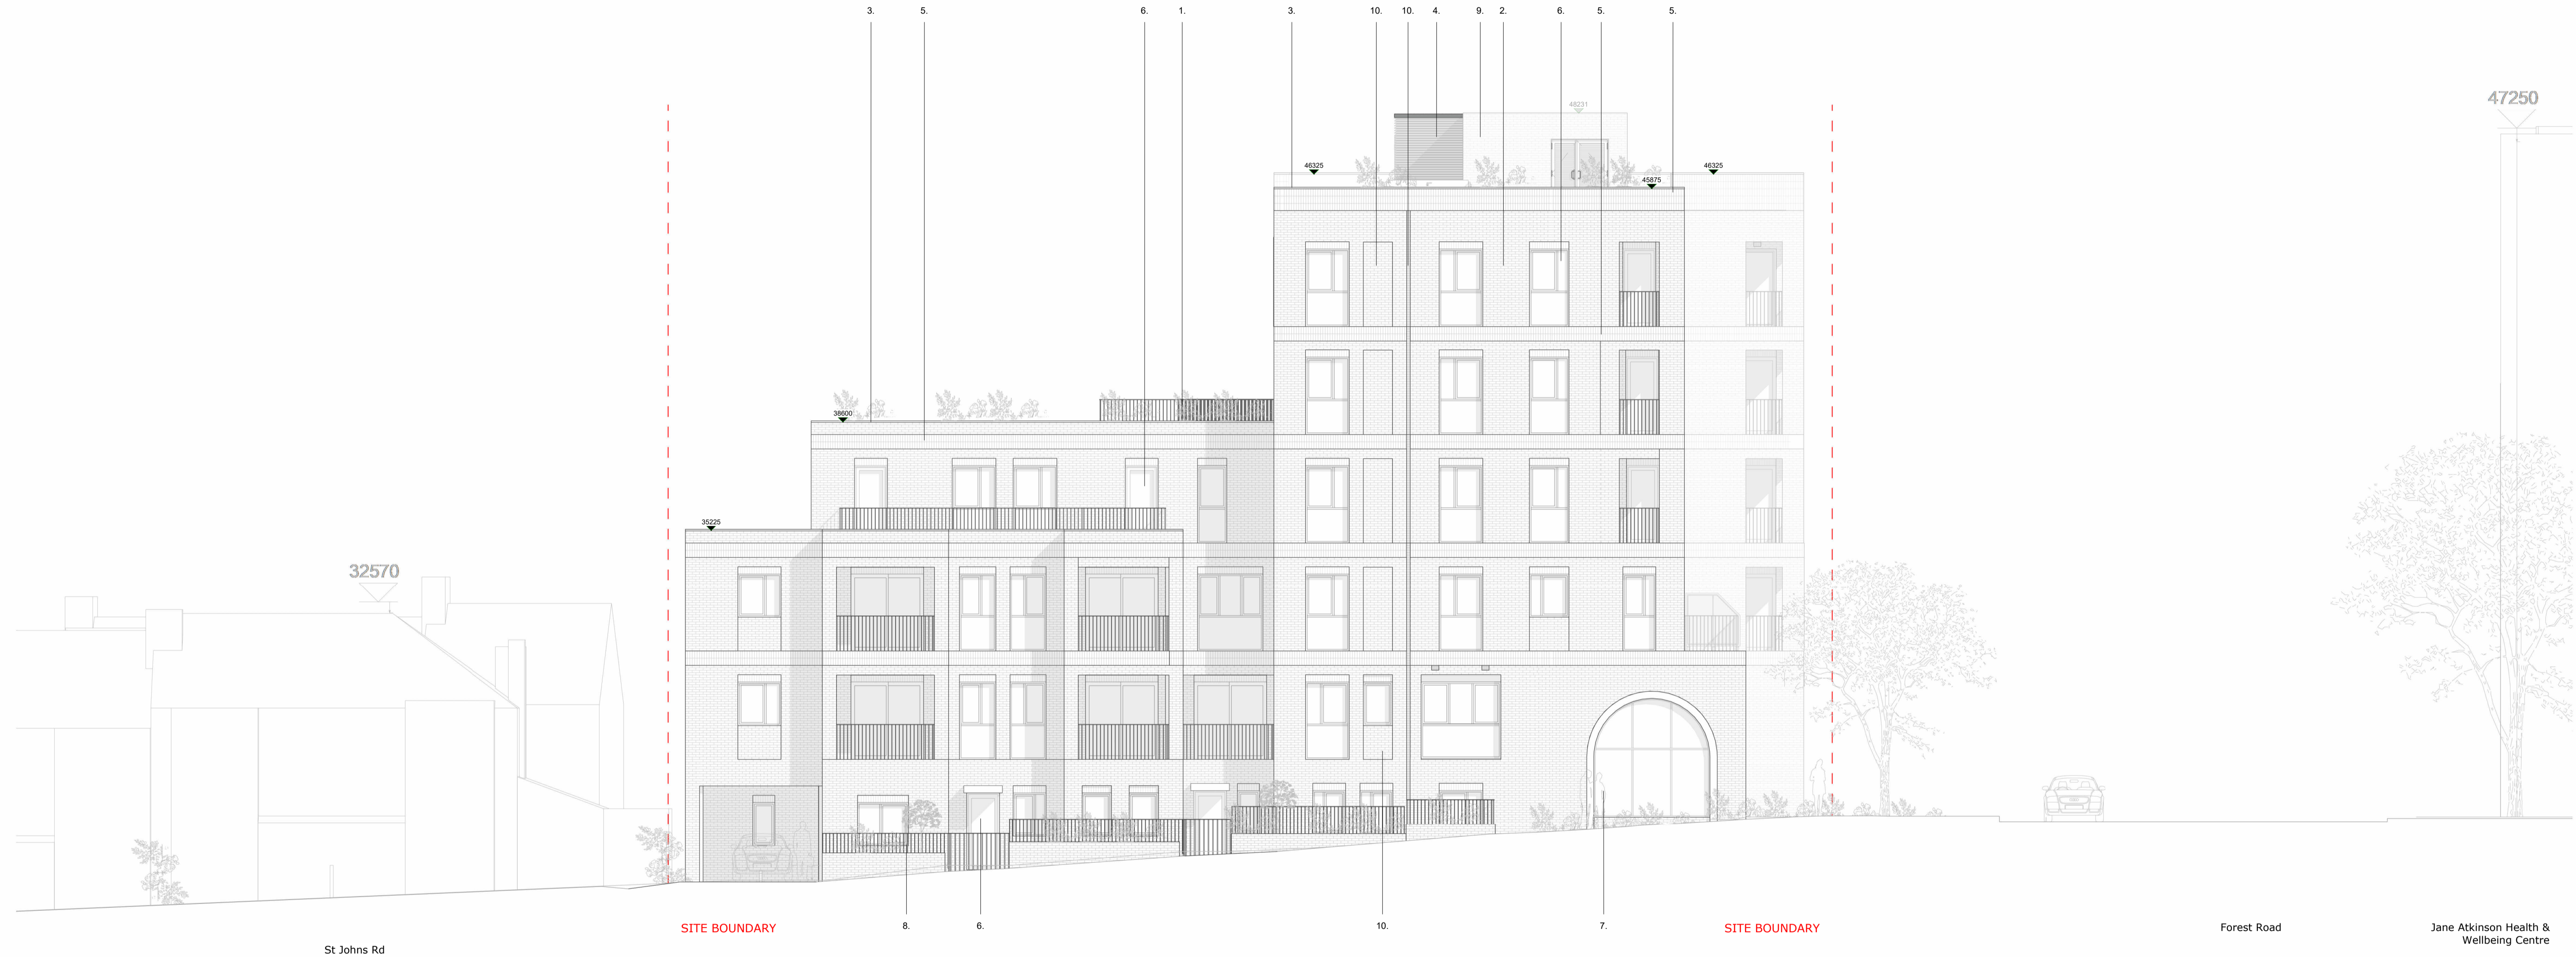 3. 5. 6. 1. 3. 10. 10. 4. 9. 2. 6. 5. 5.
47250
48231
46325 46325
45875
38600
35225
32570
8. 6. 10. 7.
SITE BOUNDARY SITE BOUNDARY
Forest Road
Jane Atkinson Health &
Wellbeing Centre
St Johns Rd